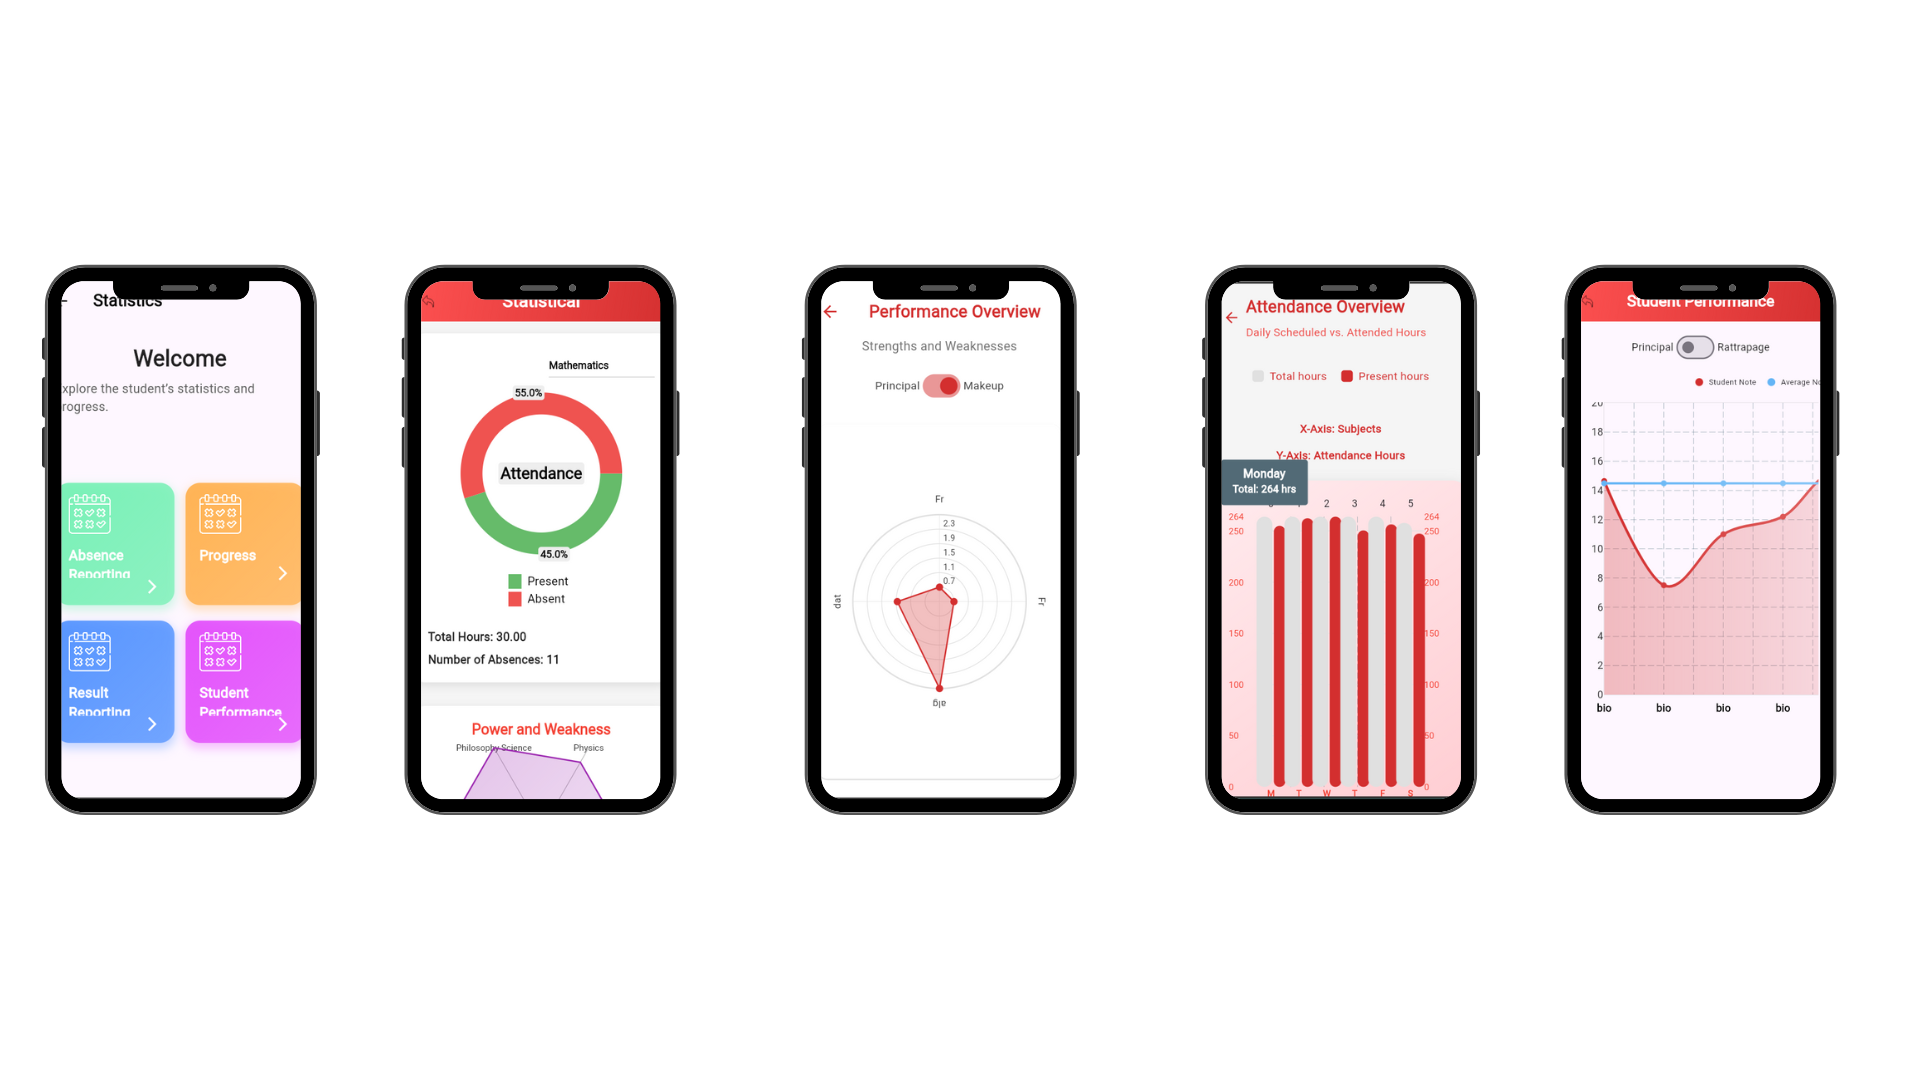 Statistics
Welcome
xplore the student's statistics and
rogress.
Absence
Reporting
Progress
Result
Reporting
Student
Performance
Statistical
Mathematics
55.0%
Attendance
45.0%
Present
Absent
Total Hours: 30.00
Number of Absences: 11
Power and Weakness
Philosophy Science
Physics
Performance Overview
Strengths and Weaknesses
Principal
Makeup
Fr
2.3
1.9
1.5
1.1
0.7
dat
Fr
alg
Attendance Overview
Daily Scheduled vs. Attended Hours
Total hours
Present hours
X-Axis: Subjects
Y-Axis: Attendance Hours
Monday
Total: 264 hrs
2 3 4 5
264 264
250 250
200 200
150 150
100 100
50 50
0 0
M T W T F S
Student Performance
Principal
Rattrapage
Student Note
Average No
20
18
16
14
12
10
8
6
4
2
0
bio bio bio bio